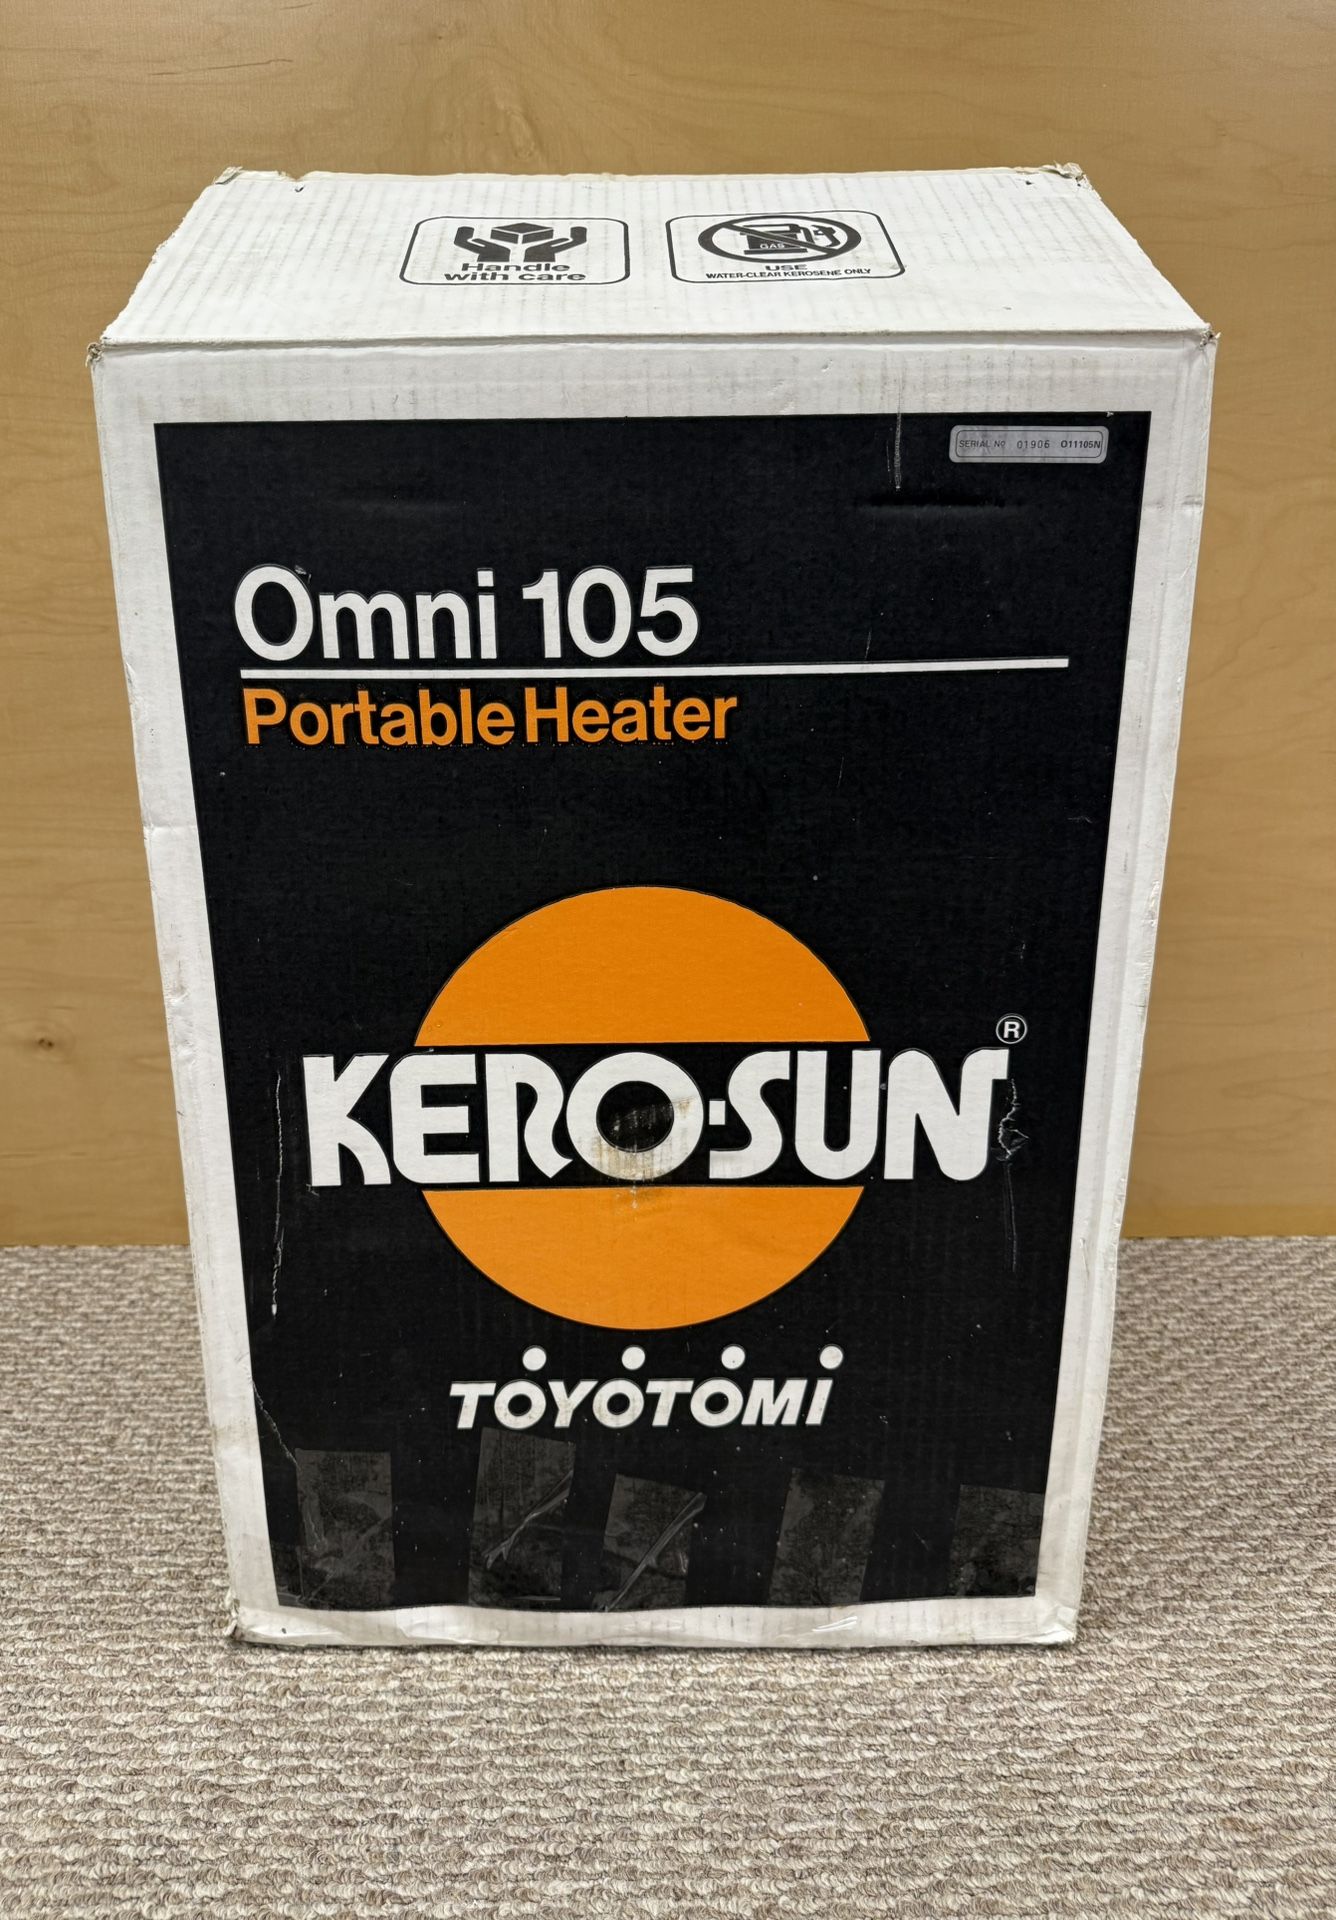 Handle
with care
GAS
USE
WATER-CLEAR KEROSENE ONLY
SERIAL No 01906 O11105N
Omni 105
Portable Heater
KERO-SUN®
TOYOTOMI